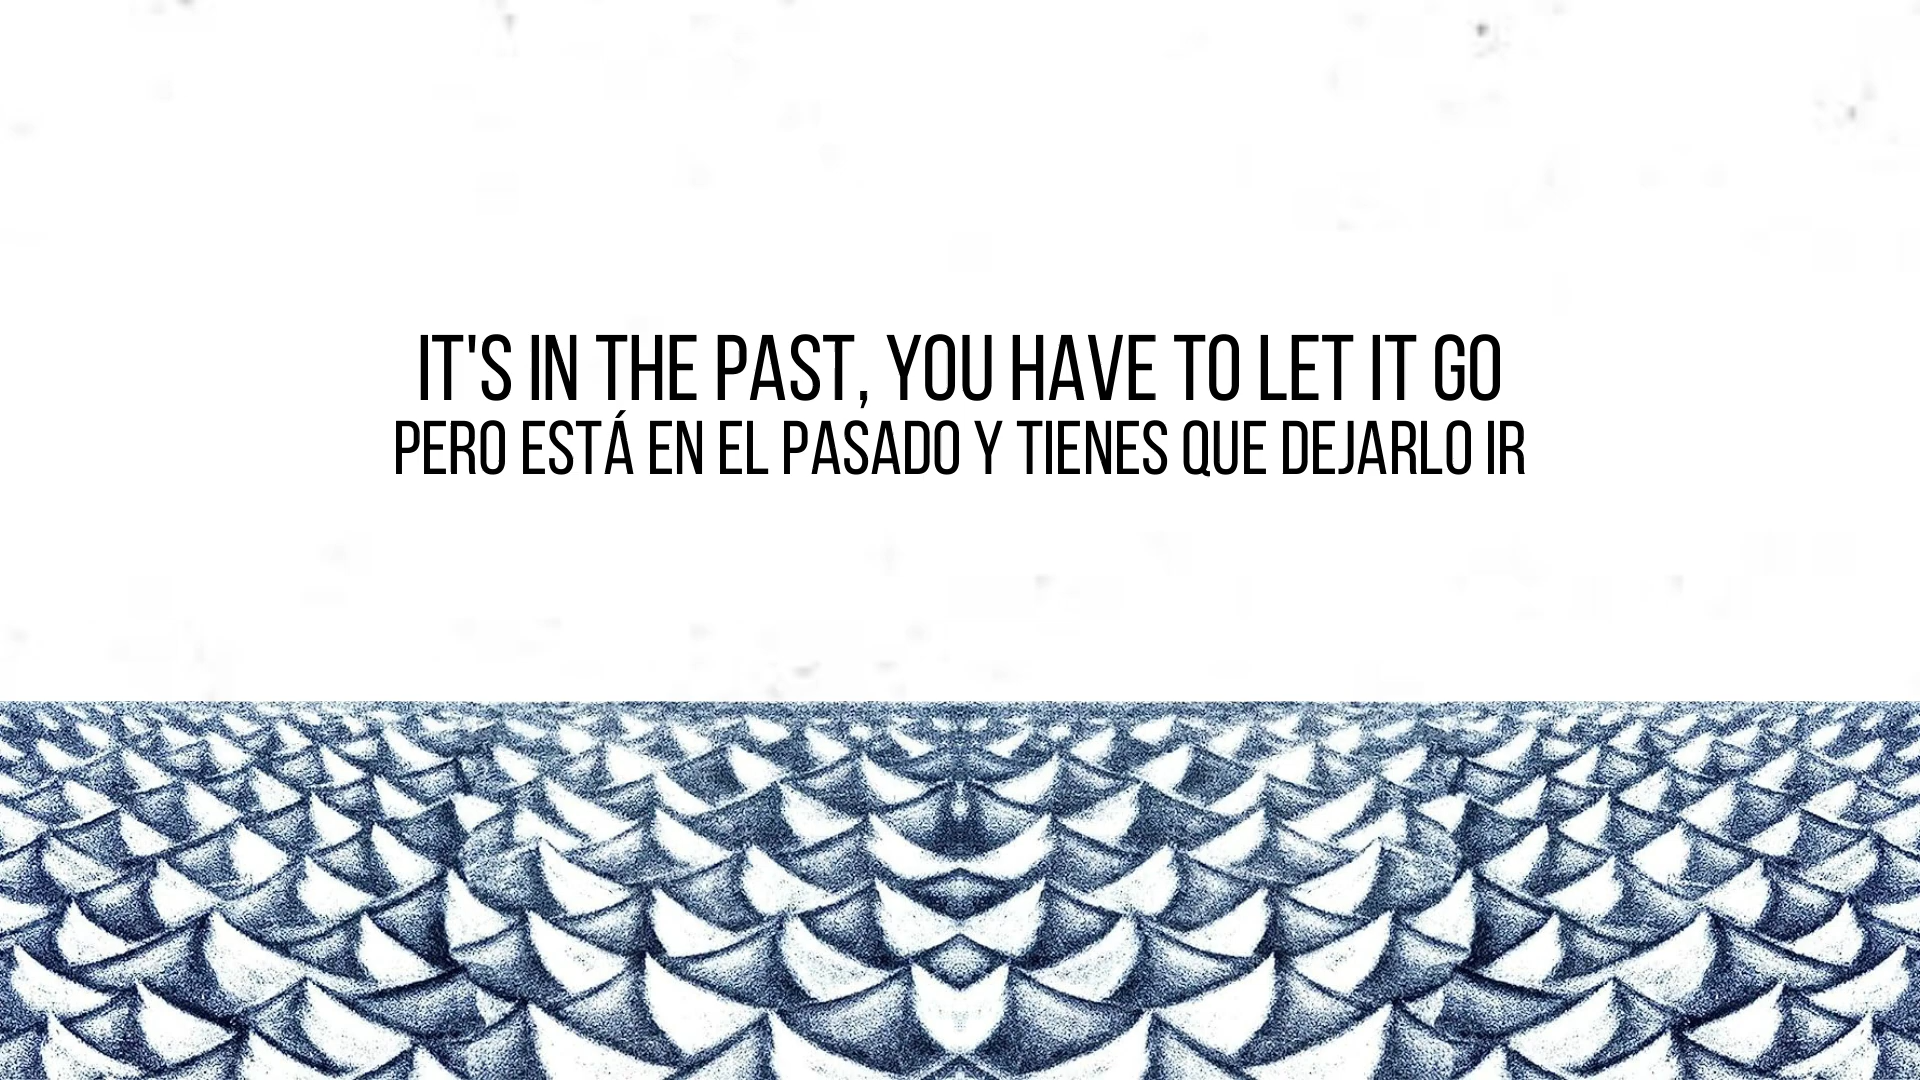 IT'S IN THE PAST, YOU HAVE TO LET IT GO
PERO ESTÁ EN EL PASADO Y TIENES QUE DEJARLO IR